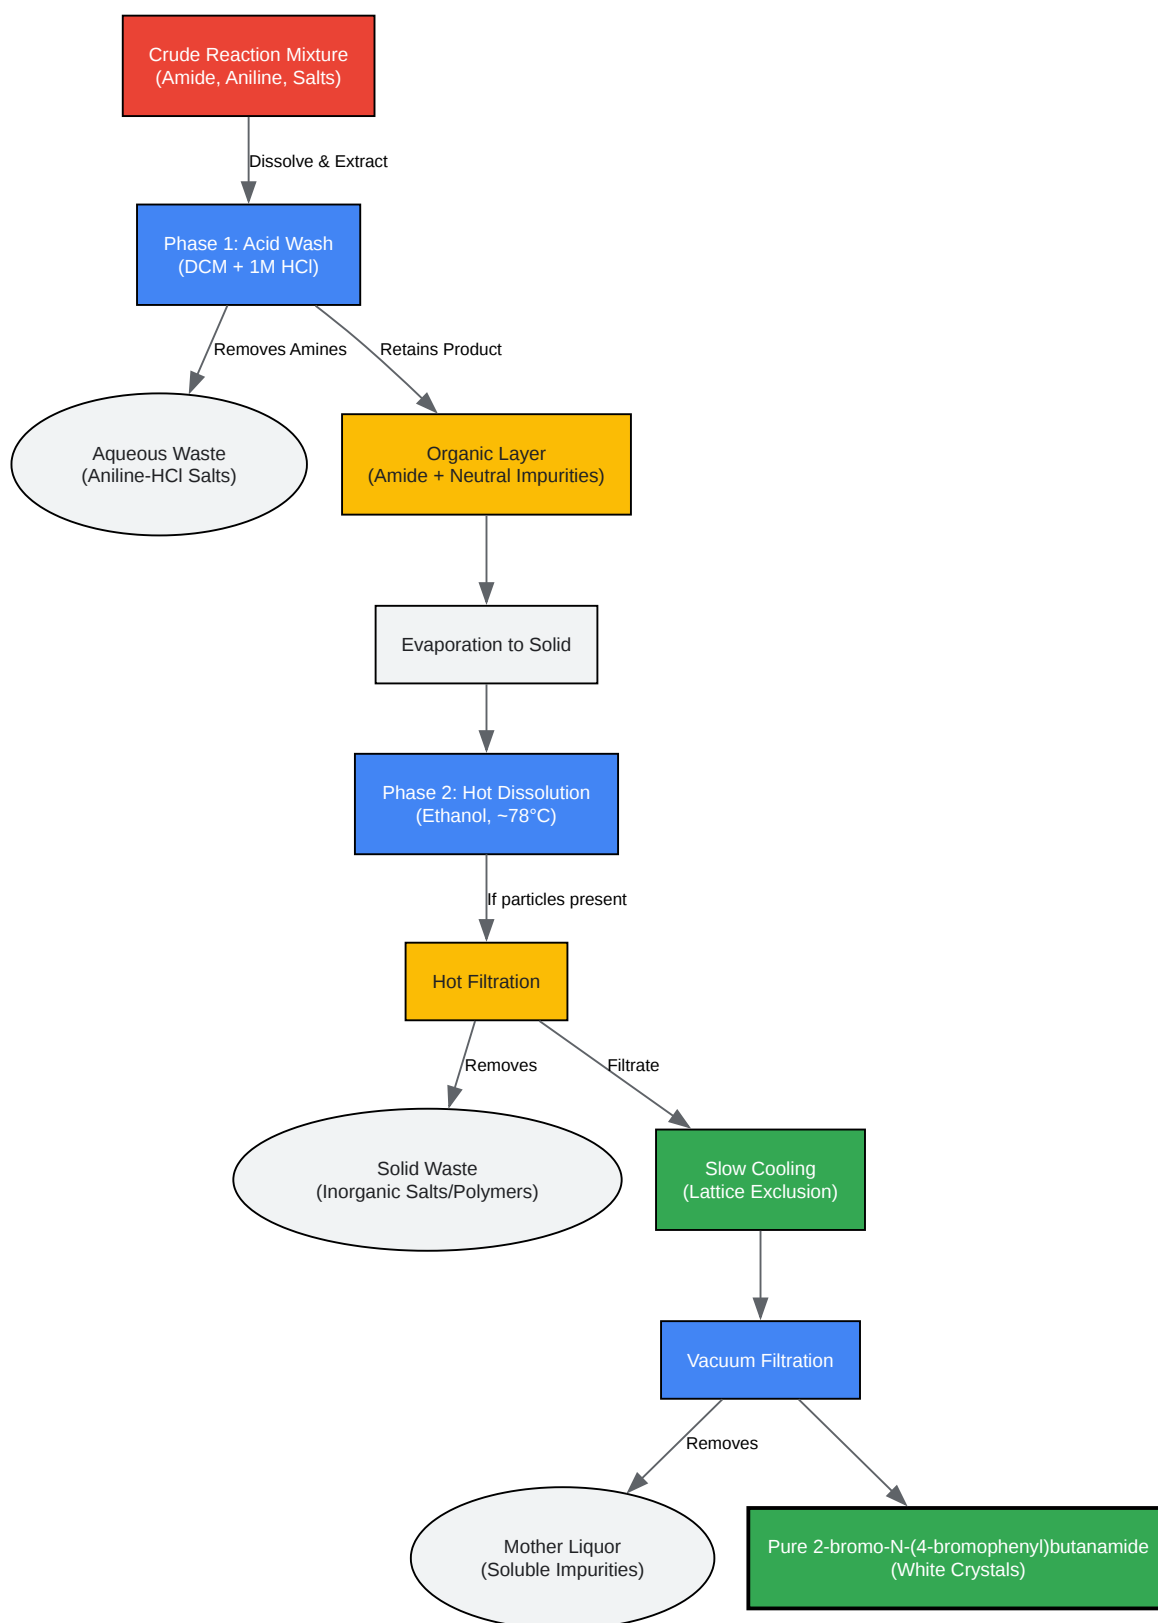 Crude Reaction Mixture
(Amide, Aniline, Salts)
Dissolve & Extract
Phase 1: Acid Wash
(DCM + 1M HCl)
Removes Amines
Retains Product
Aqueous Waste
(Aniline-HCl Salts)
Organic Layer
(Amide + Neutral Impurities)
Evaporation to Solid
Phase 2: Hot Dissolution
(Ethanol, ~78°C)
If particles present
Hot Filtration
Removes
Filtrate
Solid Waste
(Inorganic Salts/Polymers)
Slow Cooling
(Lattice Exclusion)
Vacuum Filtration
Removes
Mother Liquor
(Soluble Impurities)
Pure 2-bromo-N-(4-bromophenyl)butanamide
(White Crystals)